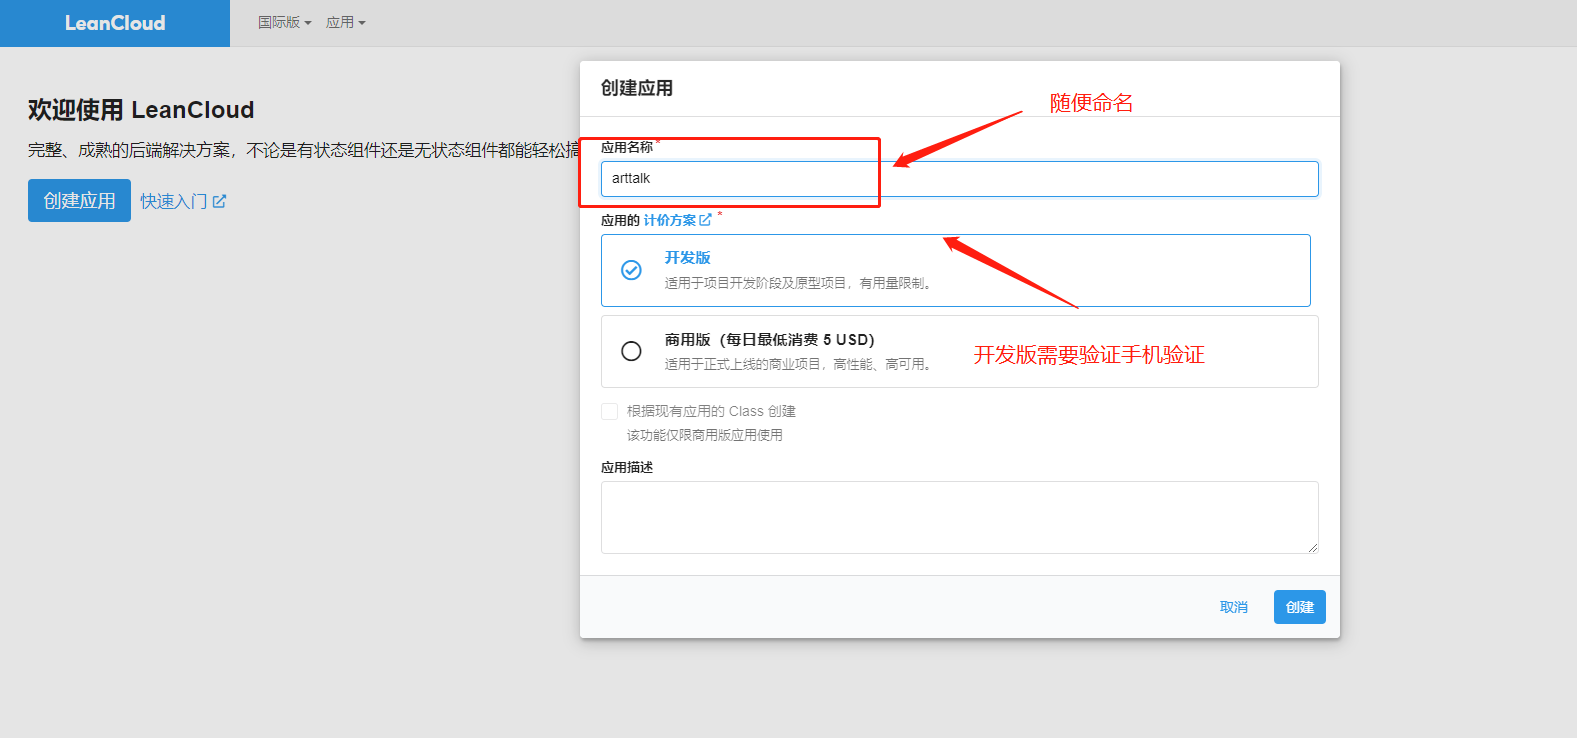 LeanCloud
国际版
应用
欢迎使用 LeanCloud
完整、成熟的后端解决方案，不论是有状态组件还是无状态组件都能轻松搞
创建应用
快速入门
创建应用
随便命名
应用名称*
arttalk
应用的 计价方案 *
开发版
适用于项目开发阶段及原型项目，有用量限制。
商用版（每日最低消费 5 USD）
适用于正式上线的商业项目，高性能、高可用。
开发版需要验证手机验证
根据现有应用的 Class 创建
该功能仅限商用版应用使用
应用描述
取消
创建